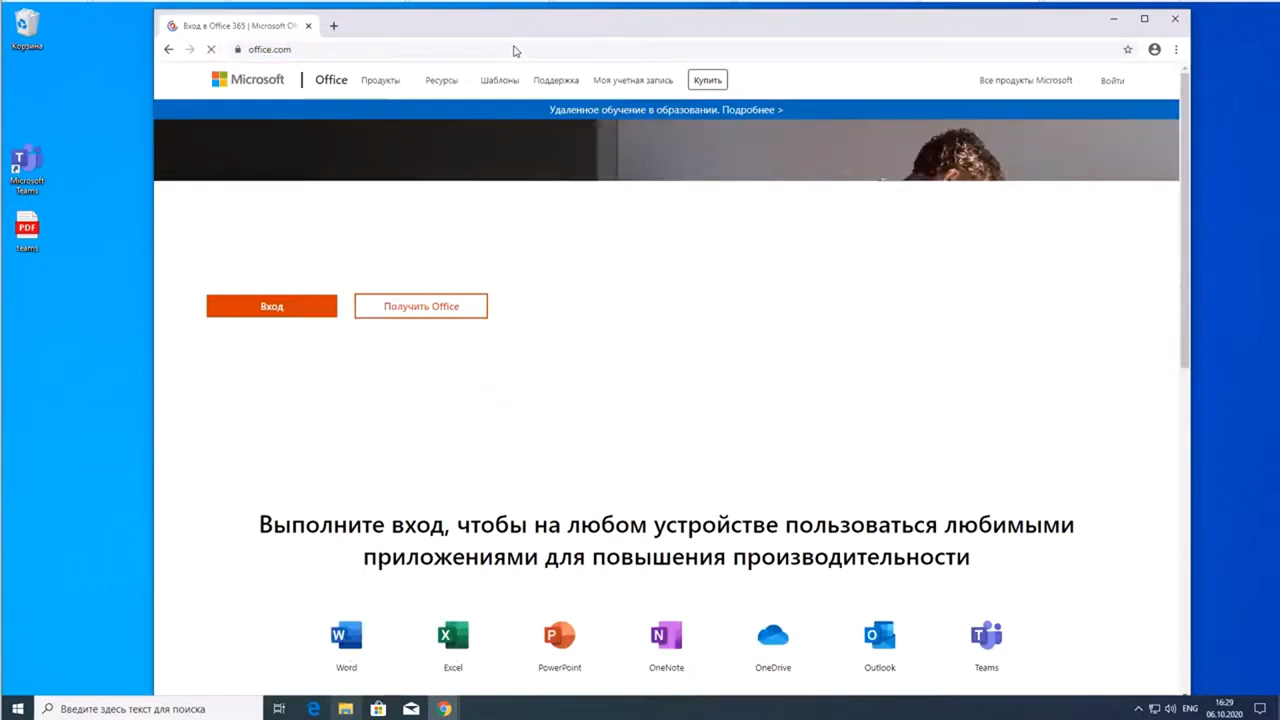 Корзина
Microsoft Teams
PDF
teams
Вход в Office 365 | Microsoft Of
office.com
Microsoft
Office
Продукты
Ресурсы
Шаблоны
Поддержка
Моя учетная запись
Купить
Все продукты Microsoft
Войти
Удаленное обучение в образовании. Подробнее >
Вход
Получить Office
Выполните вход, чтобы на любом устройстве пользоваться любимыми
приложениями для повышения производительности
Word
Excel
PowerPoint
OneNote
OneDrive
Outlook
Teams
Введите здесь текст для поиска
ENG
16:29
06.10.2020